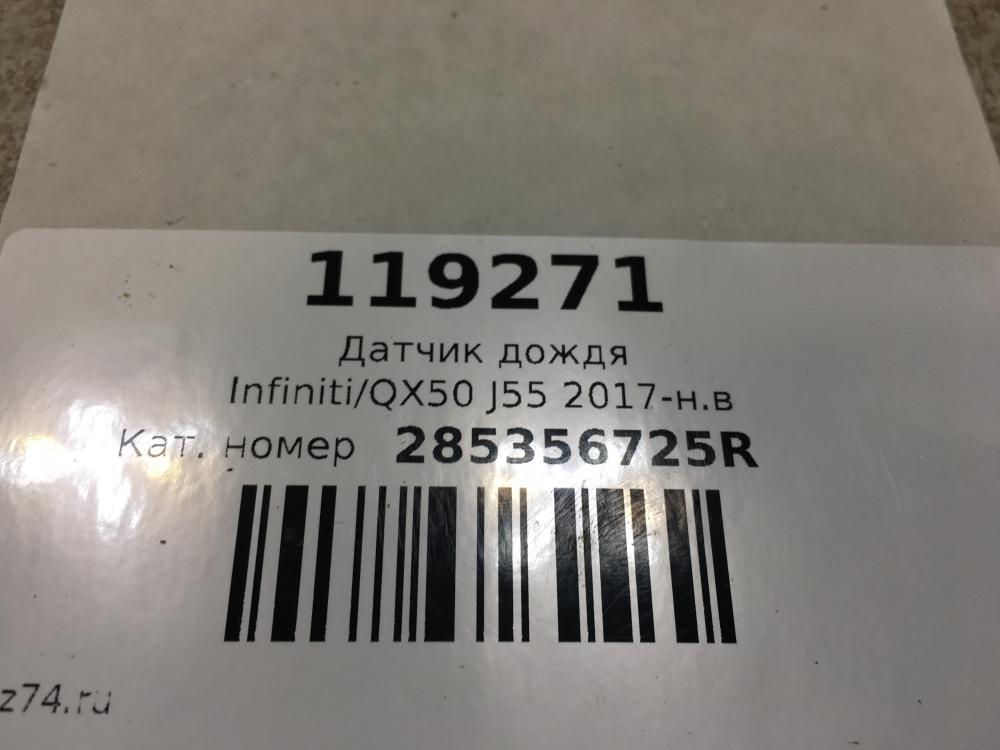 119271
Датчик дождя
Infiniti/QX50 J55 2017-н.в
Кат. номер 285356725R
z74.ru